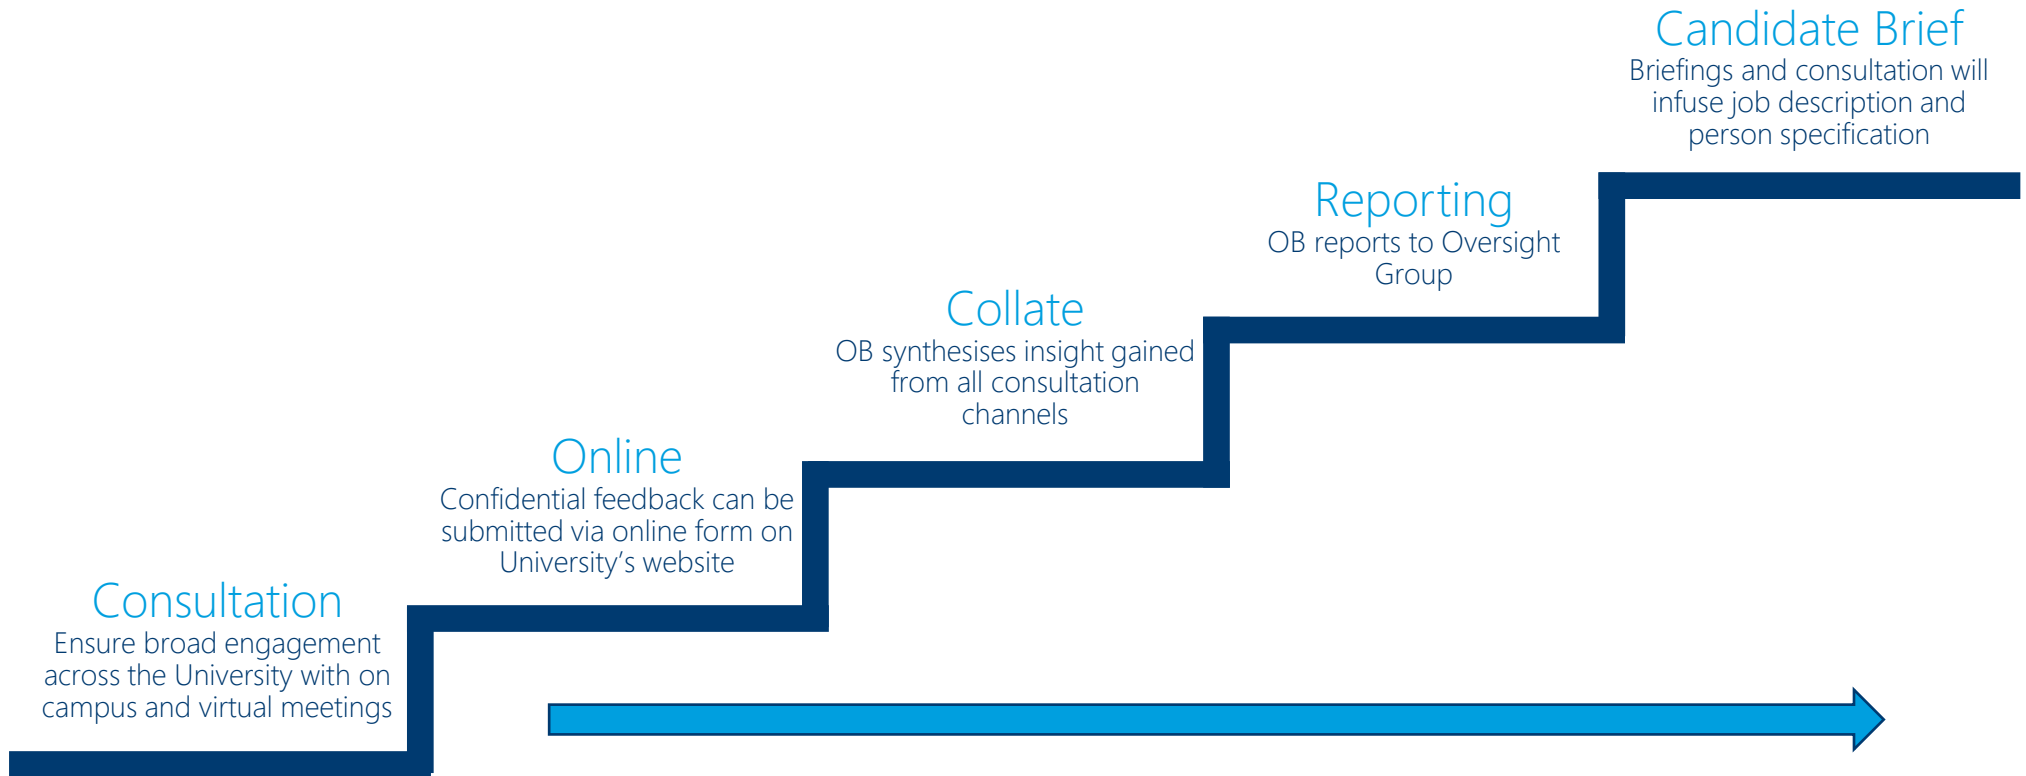 Candidate Brief
Briefings and consultation will
infuse job description and
person specification
Reporting
OB reports to Oversight
Group
Collate
OB synthesises insight gained
from all consultation
channels
Online
Confidential feedback can be
submitted via online form on
University’s website
Consultation
Ensure broad engagement
across the University with on
campus and virtual meetings